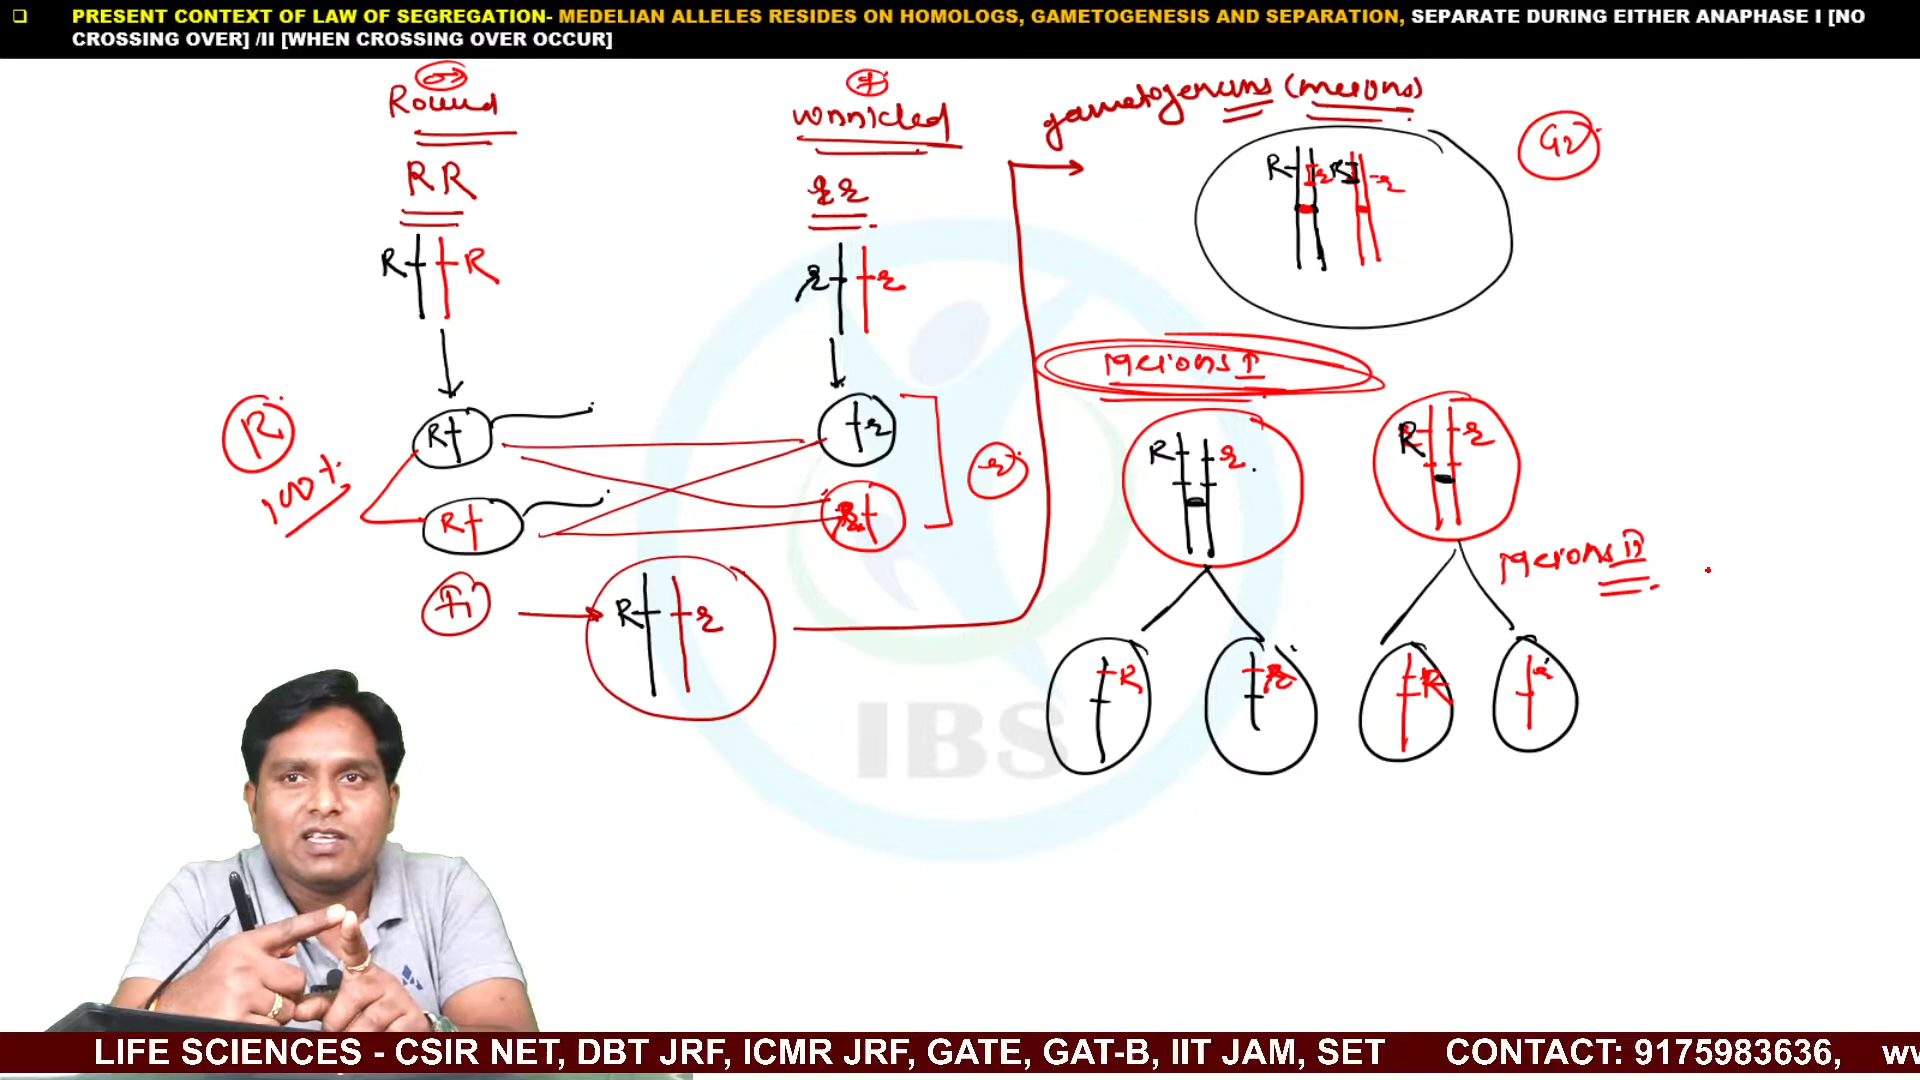 PRESENT CONTEXT OF LAW OF SEGREGATION- MEDELIAN ALLELES RESIDES ON HOMOLOGS, GAMETOGENESIS AND SEPARATION, SEPARATE DURING EITHER ANAPHASE I [NO
CROSSING OVER] /II [WHEN CROSSING OVER OCCUR]
Round
RR
R R
R
R
R
100%
F1
R r
wrinkled
rr
r r
r
r
gametogenesis (meiosis)
G2
R r R r
Meiosis I
R r
R r
Meiosis II
R
r
R
r
IBS
LIFE SCIENCES - CSIR NET, DBT JRF, ICMR JRF, GATE, GAT-B, IIT JAM, SET CONTACT: 9175983636, ww